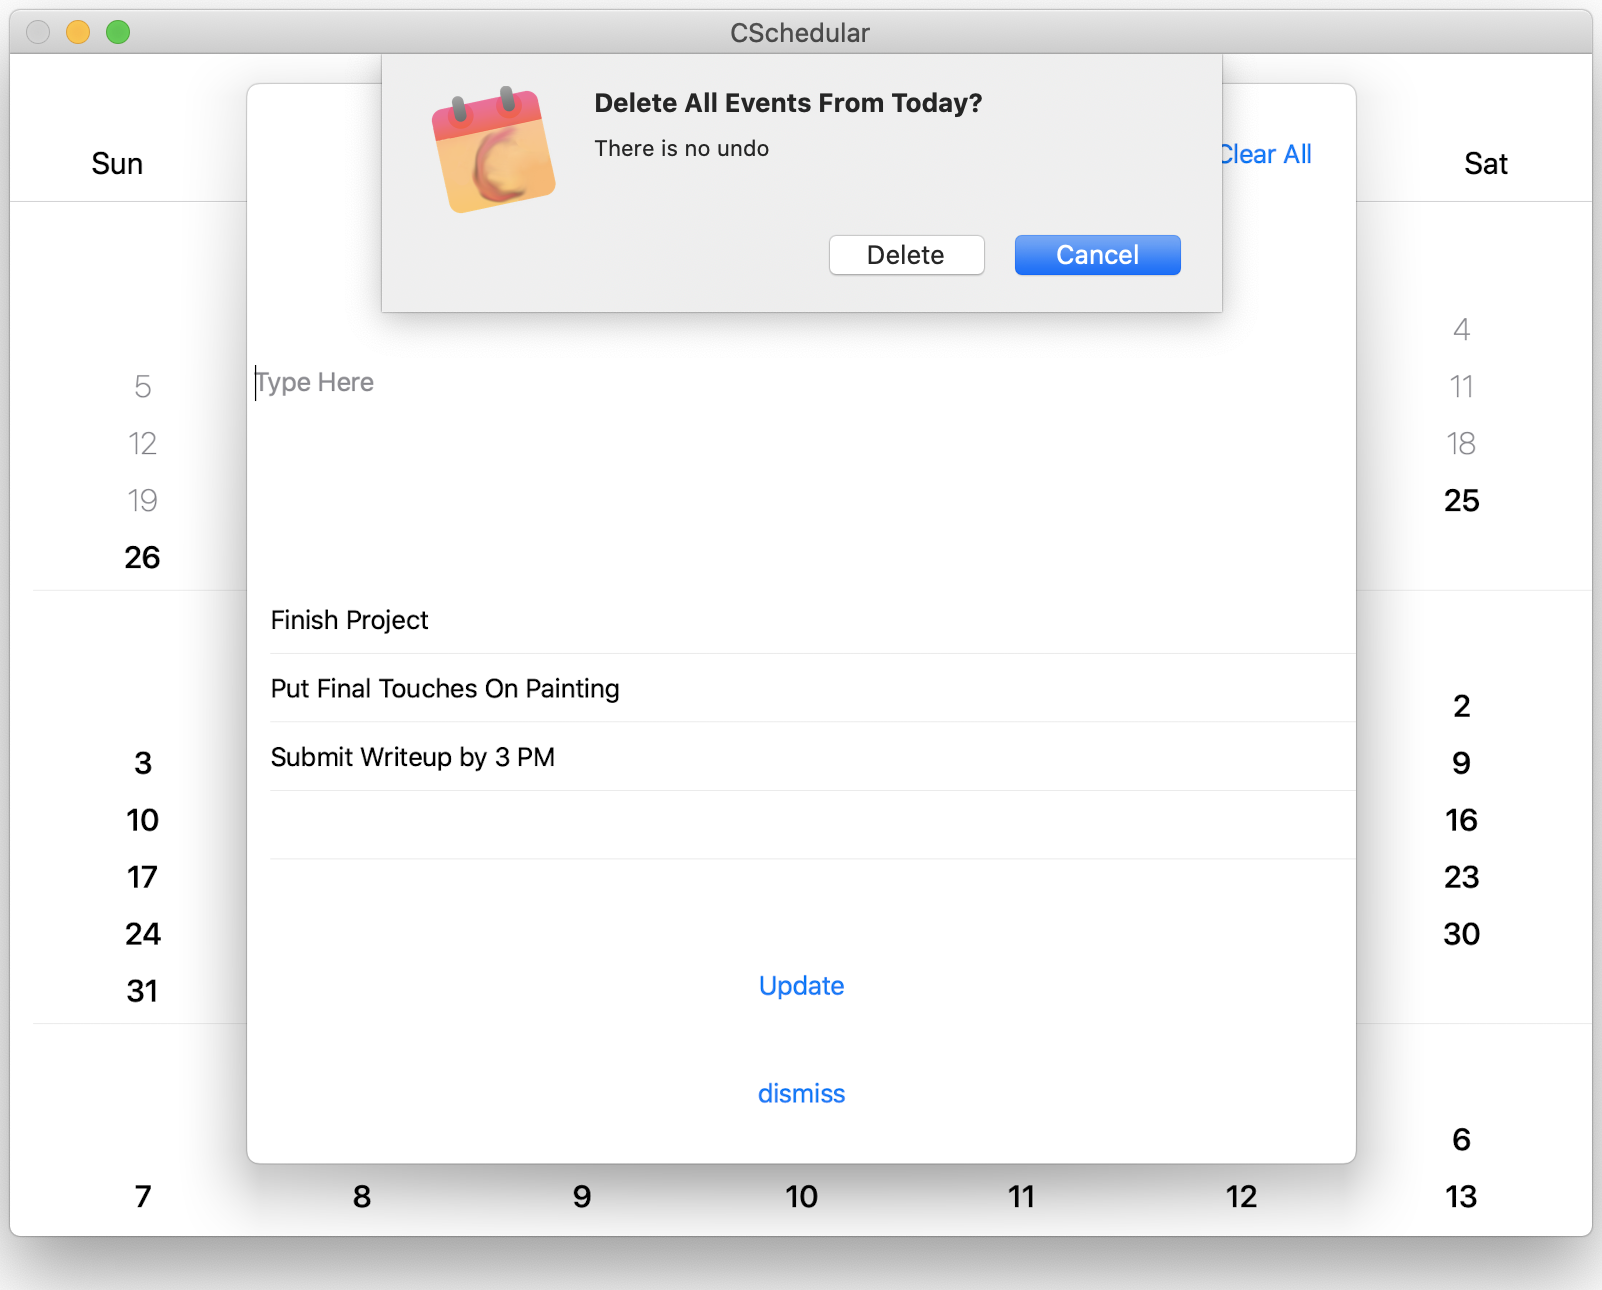 CSchedular
Delete All Events From Today?
There is no undo
Clear All
Sun
Sat
Delete
Cancel
4
Type Here
5
11
12
18
19
25
26
Finish Project
Put Final Touches On Painting
2
Submit Writeup by 3 PM
3
9
10
16
17
23
24
30
Update
31
dismiss
6
7 8 9 10 11 12 13